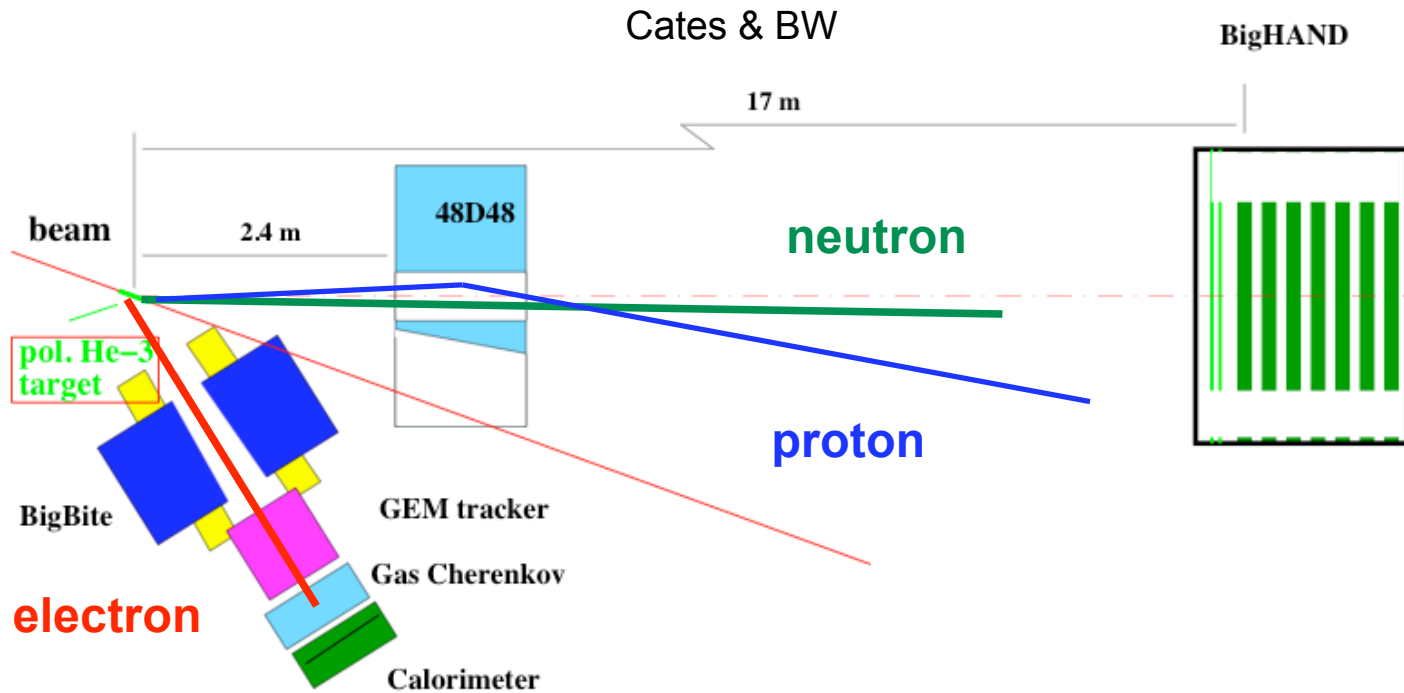 Cates & BW
BigHAND
17 m
48D48
beam
2.4 m
neutron
pol. He-3
target
proton
BigBite
GEM tracker
Gas Cherenkov
electron
Calorimeter